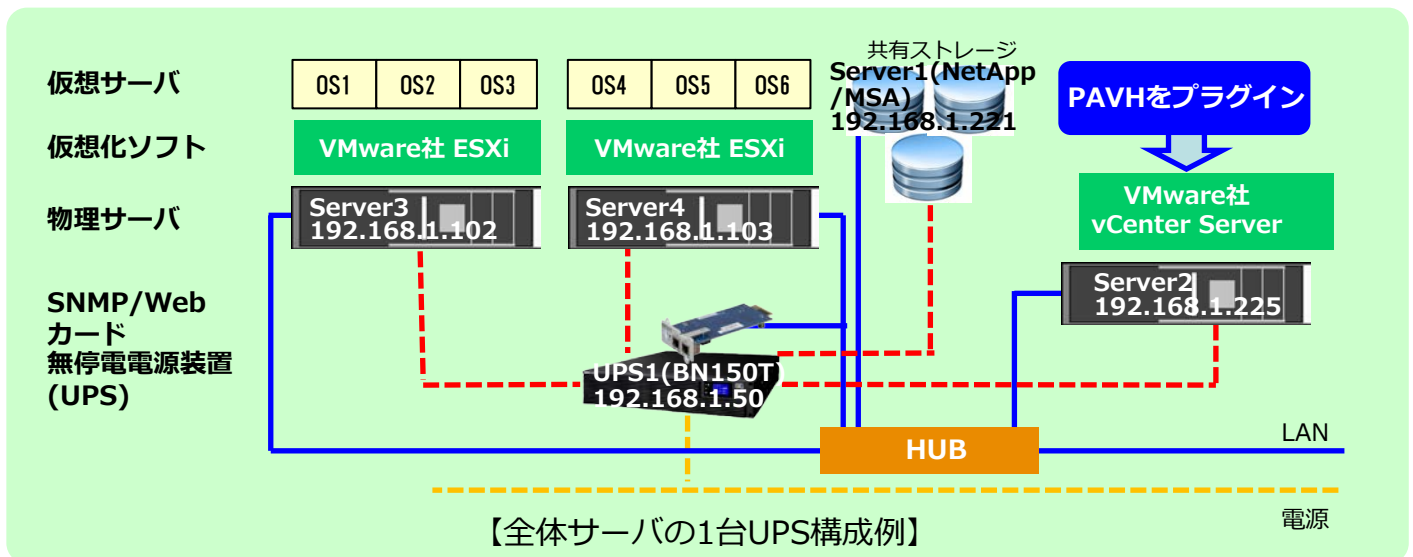 共有ストレージ
仮想サーバ
OS1 OS2 OS3
OS4 OS5 OS6
Server1(NetApp
/MSA)
192.168.1.221
PAVHをプラグイン
仮想化ソフト
VMware社 ESXi
VMware社 ESXi
物理サーバ
Server3
192.168.1.102
Server4
192.168.1.103
VMware社
vCenter Server
Server2
192.168.1.225
SNMP/Web
カード
無停電電源装置
(UPS)
UPS1(BN150T)
192.168.1.50
HUB
LAN
電源
【全体サーバの1台UPS構成例】